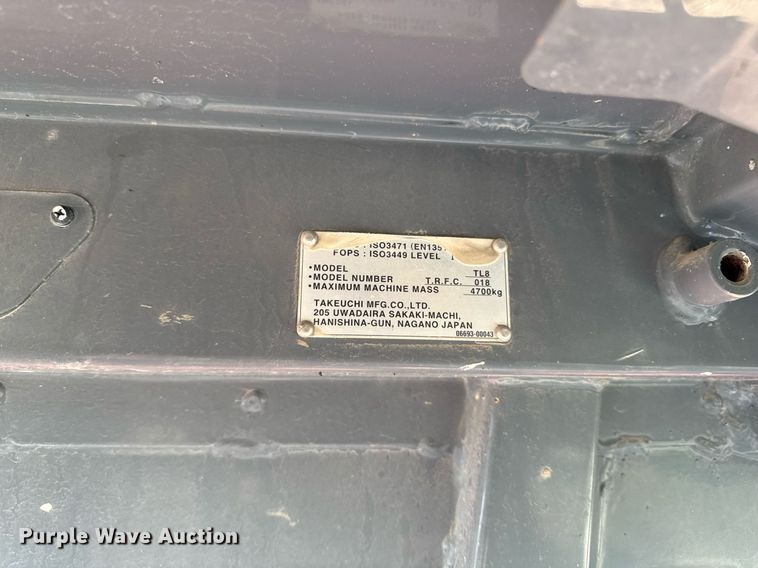 : ISO3471 (EN135
FOPS : ISO3449 LEVEL
•MODEL TL8
•MODEL NUMBER T.R.F.C. 018
•MAXIMUM MACHINE MASS 4700kg
TAKEUCHI MFG.CO.,LTD.
205 UWADAIRA SAKAKI-MACHI,
HANISHINA-GUN, NAGANO JAPAN
06693-00043
Purple Wave Auction